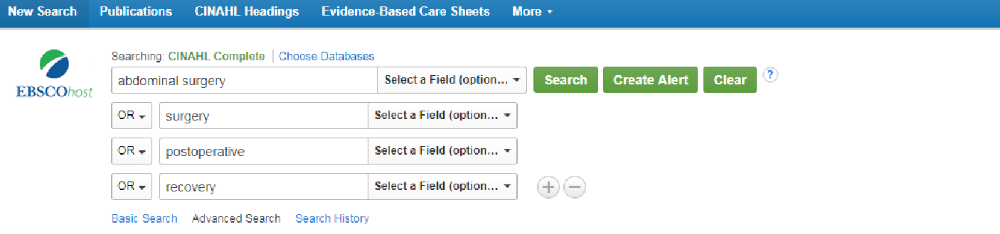 New Search Publications CINAHL Headings Evidence-Based Care Sheets More
Searching: CINAHL Complete Choose Databases
EBSCOhost
abdominal surgery Select a Field (option... Search Create Alert Clear ?
OR surgery Select a Field (option...
OR postoperative Select a Field (option...
OR recovery Select a Field (option...
Basic Search Advanced Search Search History